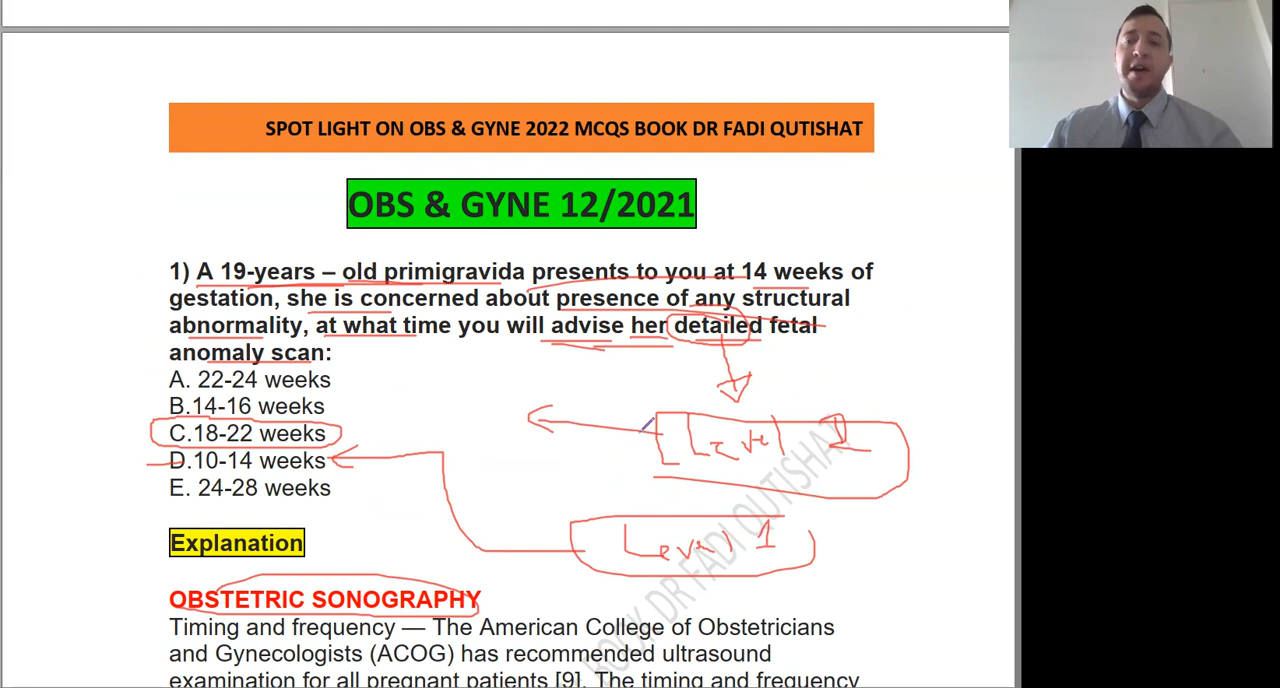 SPOT LIGHT ON OBS & GYNE 2022 MCQS BOOK DR FADI QUTISHAT
OBS & GYNE 12/2021
1) A 19-years – old primigravida presents to you at 14 weeks of
gestation, she is concerned about presence of any structural
abnormality, at what time you will advise her detailed fetal
anomaly scan:
A. 22-24 weeks
B.14-16 weeks
C.18-22 weeks
D.10-14 weeks
E. 24-28 weeks
Level
Level 1
BOOK DR FADI QUTISHAT
Explanation
OBSTETRIC SONOGRAPHY
Timing and frequency — The American College of Obstetricians
and Gynecologists (ACOG) has recommended ultrasound
examination for all pregnant patients [9]. The timing and frequency